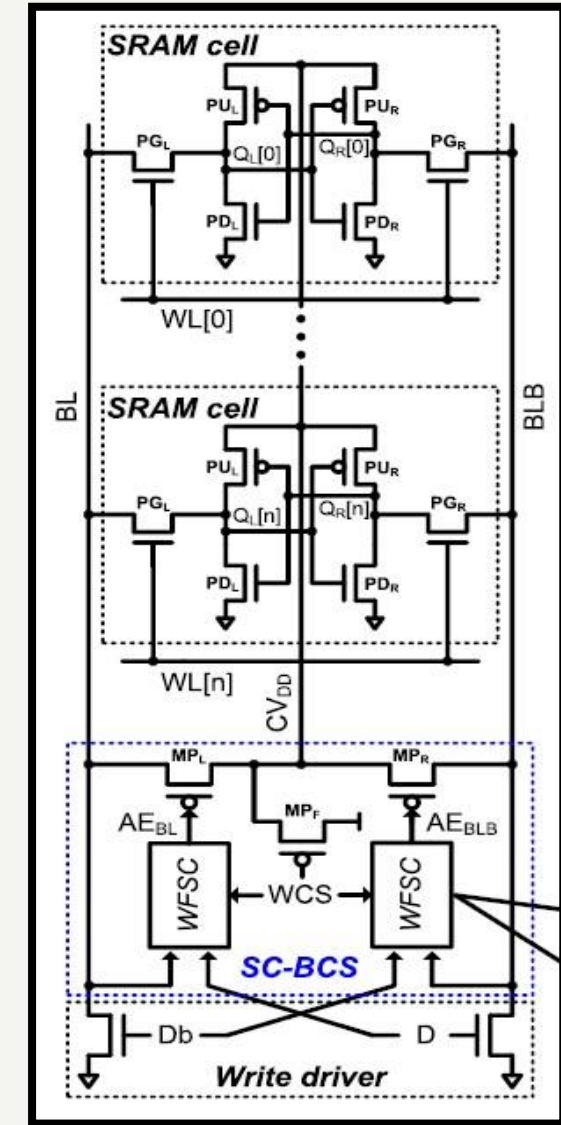 SRAM cell
PUL PUR
PGL QL[0] QR[0] PGR
PDL PDR
WL[0]
BL
BLB
SRAM cell
PUL PUR
PGL QL[n] QR[n] PGR
PDL PDR
WL[n]
CVDD
MPL MPR
MPF
AEBL AEBLB
WFSC WCS WFSC
SC-BCS
Db D
Write driver